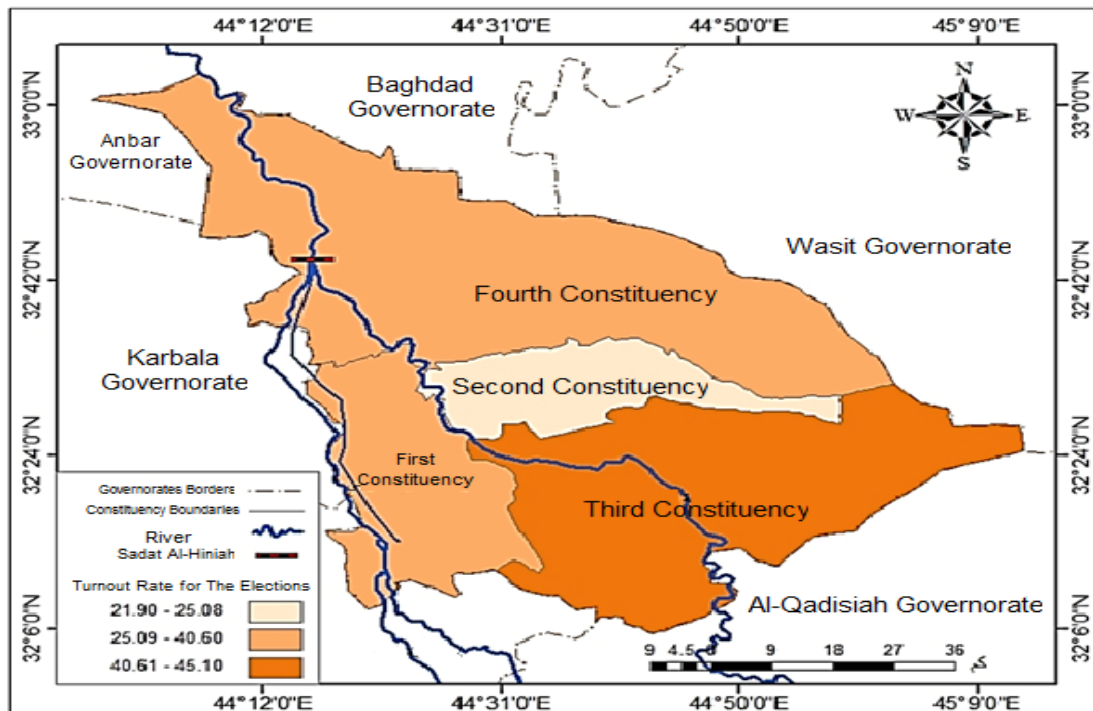 44°12'0"E 44°31'0"E 44°50'0"E 45°9'0"E
33°0'0"N
32°42'0"N
32°24'0"N
32°6'0"N
Baghdad
Governorate
N
W E
S
Anbar
Governorate
Wasit Governorate
Fourth Constituency
Karbala
Governorate
Second Constituency
First
Constituency
Third Constituency
Al-Qadisiah Governorate
Governorates Borders
Constituency Boundaries
River
Sadat Al-Hiniah
Turnout Rate for The Elections
21.90 - 25.08
25.09 - 40.60
40.61 - 45.10
9 4.5 0 9 18 27 36
33°0'0"N
32°42'0"N
32°24'0"N
32°6'0"N
44°12'0"E 44°31'0"E 44°50'0"E 45°9'0"E